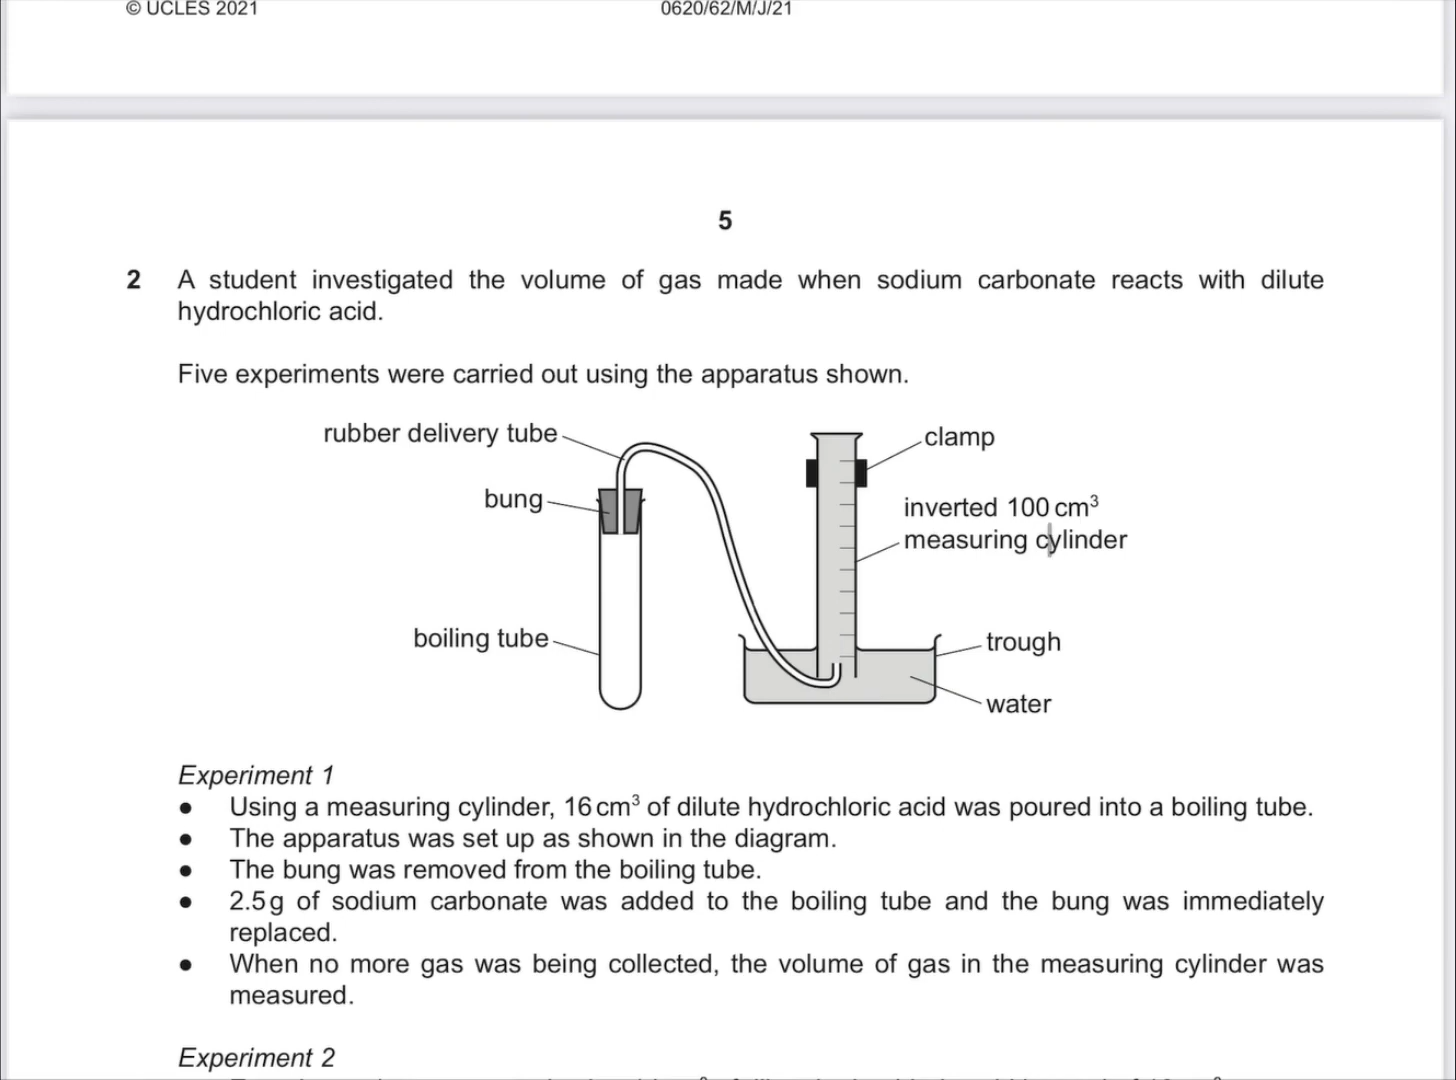 © UCLES 2021 0620/62/M/J/21
5
2 A student investigated the volume of gas made when sodium carbonate reacts with dilute
hydrochloric acid.
Five experiments were carried out using the apparatus shown.
rubber delivery tube
clamp
bung
inverted 100 cm³
measuring cylinder
boiling tube
trough
water
Experiment 1
● Using a measuring cylinder, 16 cm³ of dilute hydrochloric acid was poured into a boiling tube.
● The apparatus was set up as shown in the diagram.
● The bung was removed from the boiling tube.
● 2.5 g of sodium carbonate was added to the boiling tube and the bung was immediately
replaced.
● When no more gas was being collected, the volume of gas in the measuring cylinder was
measured.
Experiment 2